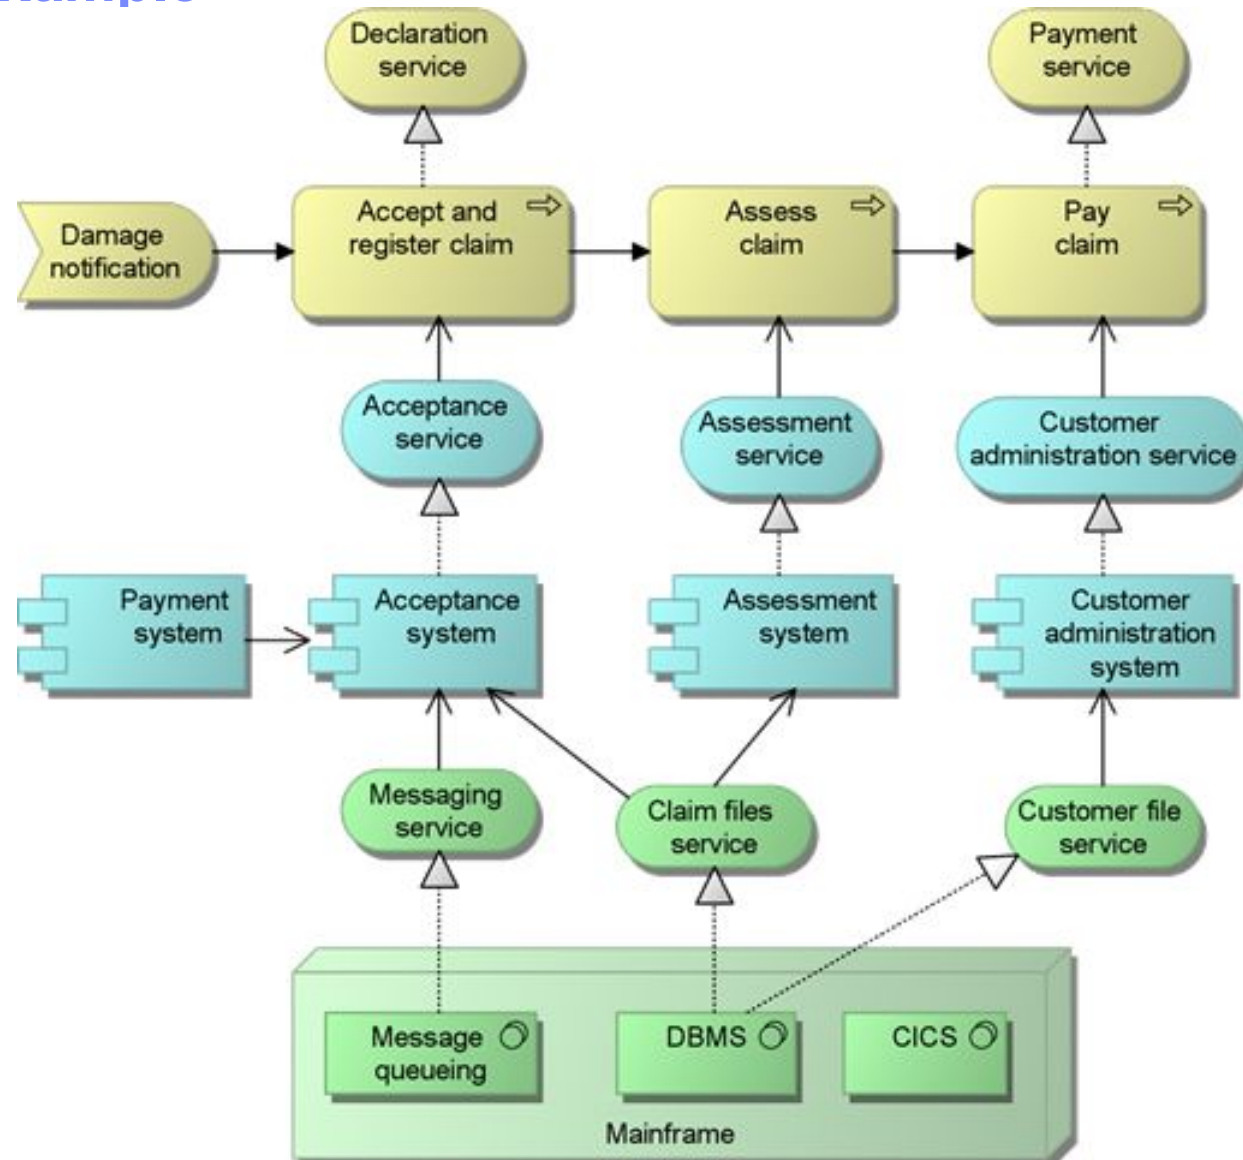 Declaration
service
Payment
service
Damage
notification
Accept and
register claim
Assess
claim
Pay
claim
Acceptance
service
Assessment
service
Customer
administration service
Payment
system
Acceptance
system
Assessment
system
Customer
administration
system
Messaging
service
Claim files
service
Customer file
service
Message
queueing
DBMS
CICS
Mainframe